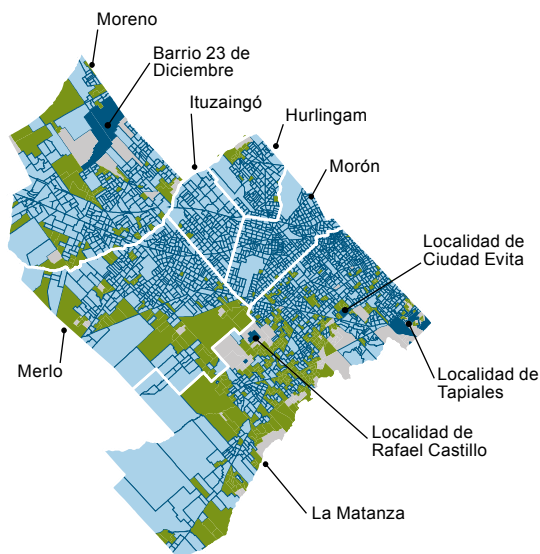 Moreno
Barrio 23 de
Diciembre
Ituzaingó
Hurlingam
Morón
Localidad de
Ciudad Evita
Merlo
Localidad de
Tapiales
Localidad de
Rafael Castillo
La Matanza